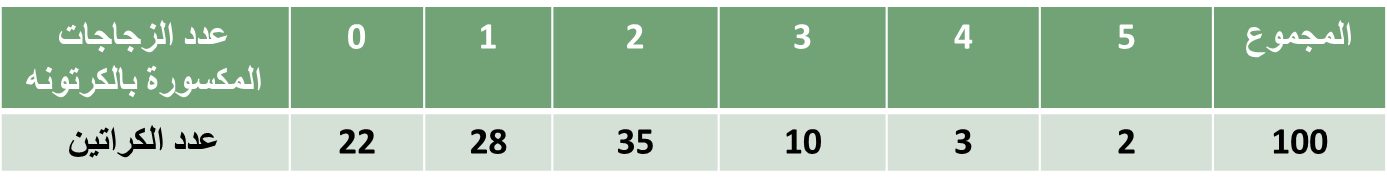 عدد الزجاجات المكسورة بالكرتونه 0 1 2 3 4 5 المجموع
عدد الكراتين 22 28 35 10 3 2 100